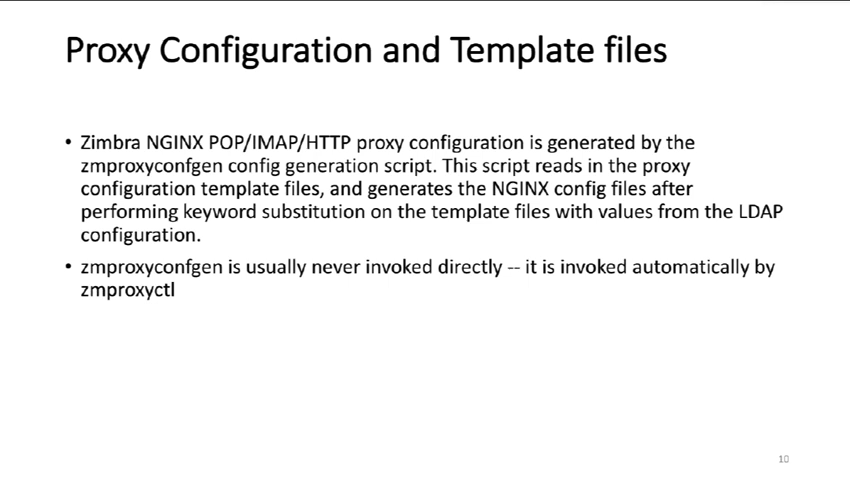 Proxy Configuration and Template files
• Zimbra NGINX POP/IMAP/HTTP proxy configuration is generated by the
zmproxyconfgen config generation script. This script reads in the proxy
configuration template files, and generates the NGINX config files after
performing keyword substitution on the template files with values from the LDAP
configuration.
• zmproxyconfgen is usually never invoked directly -- it is invoked automatically by
zmproxyctl
10